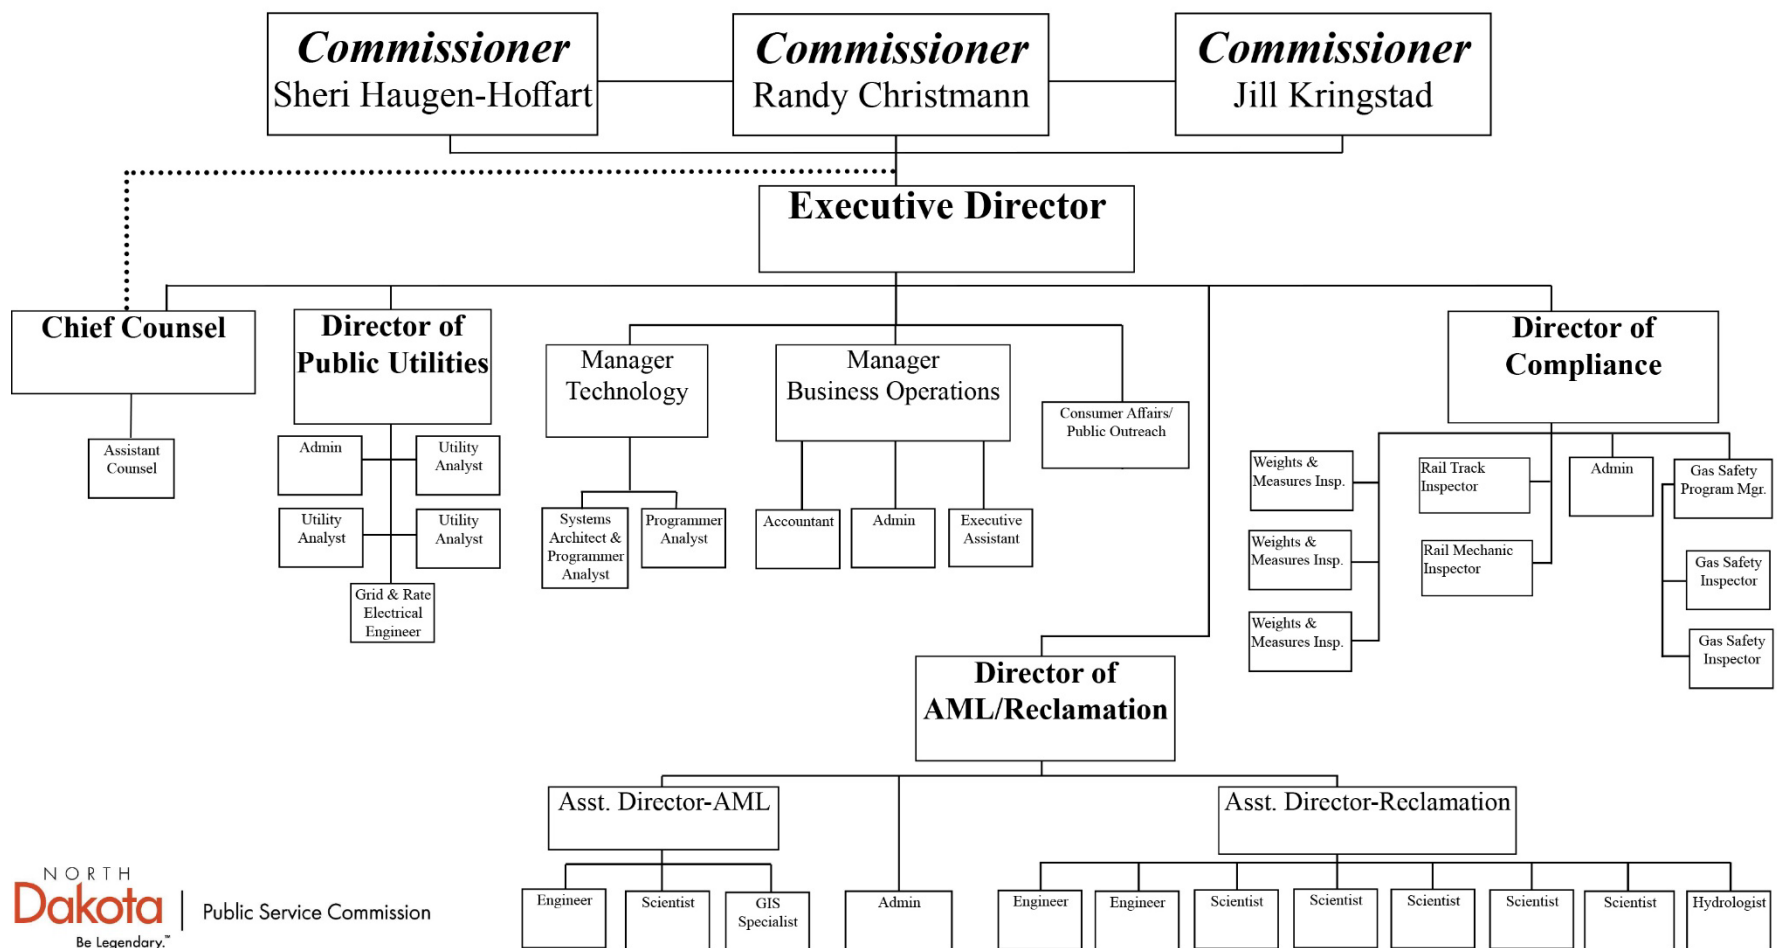 Commissioner
Sheri Haugen-Hoffart
Commissioner
Randy Christmann
Commissioner
Jill Kringstad
Executive Director
Chief Counsel
Assistant
Counsel
Director of
Public Utilities
Admin
Utility
Analyst
Utility
Analyst
Utility
Analyst
Grid & Rate
Electrical
Engineer
Manager
Technology
Systems
Architect &
Programmer
Analyst
Programmer
Analyst
Manager
Business Operations
Accountant
Admin
Executive
Assistant
Consumer Affairs/
Public Outreach
Director of
Compliance
Weights &
Measures Insp.
Weights &
Measures Insp.
Weights &
Measures Insp.
Rail Track
Inspector
Rail Mechanic
Inspector
Admin
Gas Safety
Program Mgr.
Gas Safety
Inspector
Gas Safety
Inspector
Director of
AML/Reclamation
Asst. Director-AML
Engineer
Scientist
GIS
Specialist
Admin
Asst. Director-Reclamation
Engineer
Engineer
Scientist
Scientist
Scientist
Scientist
Scientist
Hydrologist
NORTH
Dakota
Be Legendary.™
Public Service Commission